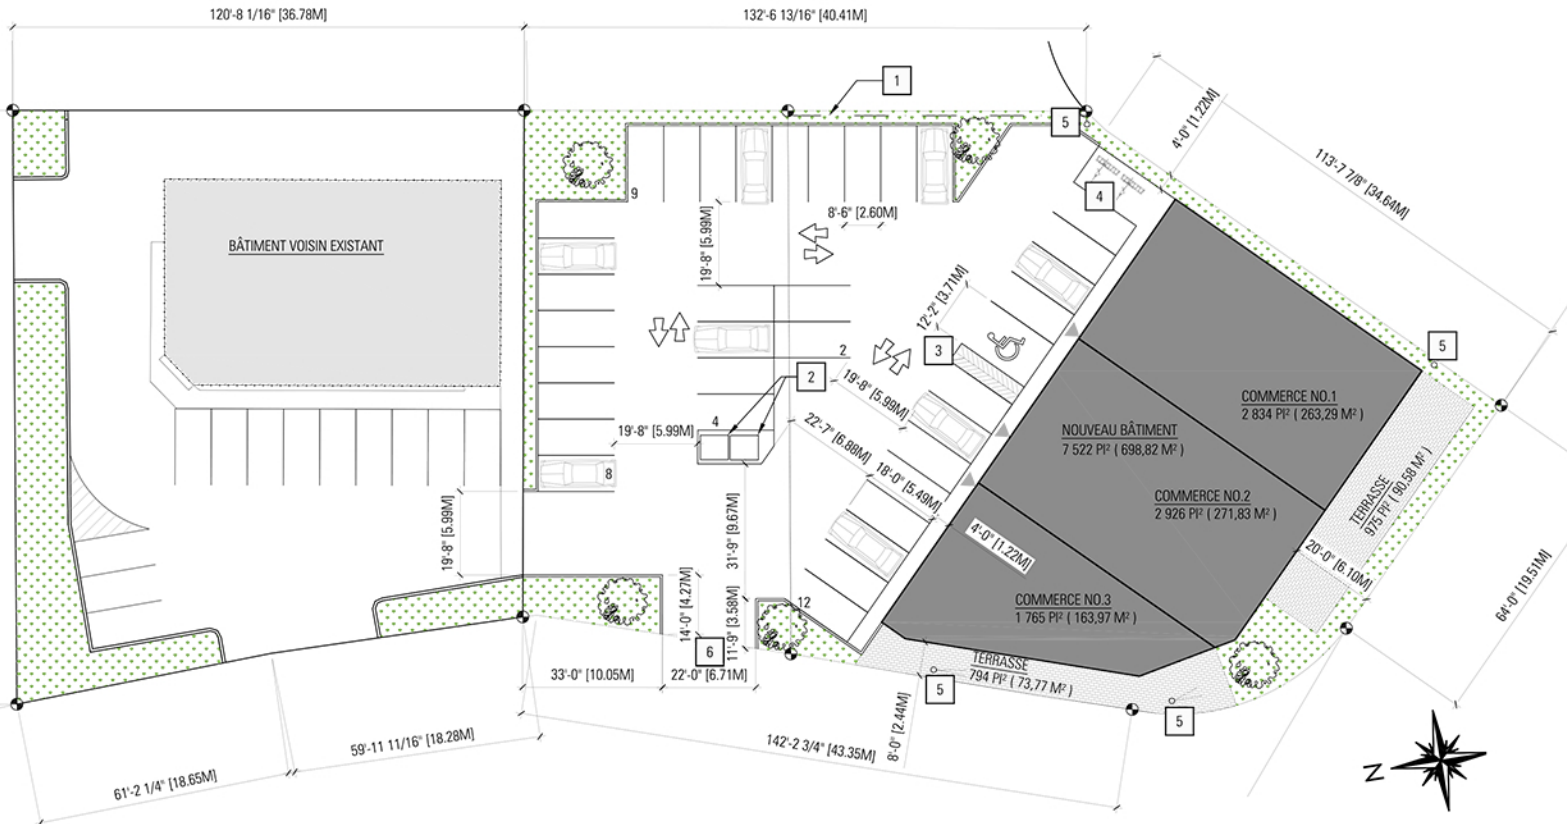 120'-8 1/16" [36.78M]
132'-6 13/16" [40.41M]
1
5
4'-0" [1.22M]
113'-7 7/8" [34,64M]
4
9
8'-6" [2.60M]
19'-8" [5.99M]
BÂTIMENT VOISIN EXISTANT
12'-2" [3.71M]
3
2
5
2
19'-8" [5.99M]
COMMERCE NO.1
2 834 PI² ( 263,29 M² )
4
19'-8" [5.99M]
22'-7" [6.88M]
NOUVEAU BÂTIMENT
7 522 PI² ( 698,82 M² )
8
18'-0" [5.49M]
COMMERCE NO.2
2 926 PI² ( 271,83 M² )
TERRASSE
975 PI² ( 90,58 M² )
19'-8" [5.99M]
31'-9" [9.67M]
4'-0" [1.22M]
20'-0" [6.10M]
64'-0" [19.51M]
12
COMMERCE NO.3
1 765 PI² ( 163,97 M² )
14'-0" [4.27M]
11'-9" [3.58M]
6
33'-0" [10.05M]
22'-0" [6.71M]
TERRASSE
794 PI² ( 73,77 M² )
5
5
8'-0" [2.44M]
59'-11 11/16" [18.28M]
142'-2 3/4" [43.35M]
61'-2 1/4" [18.65M]
N